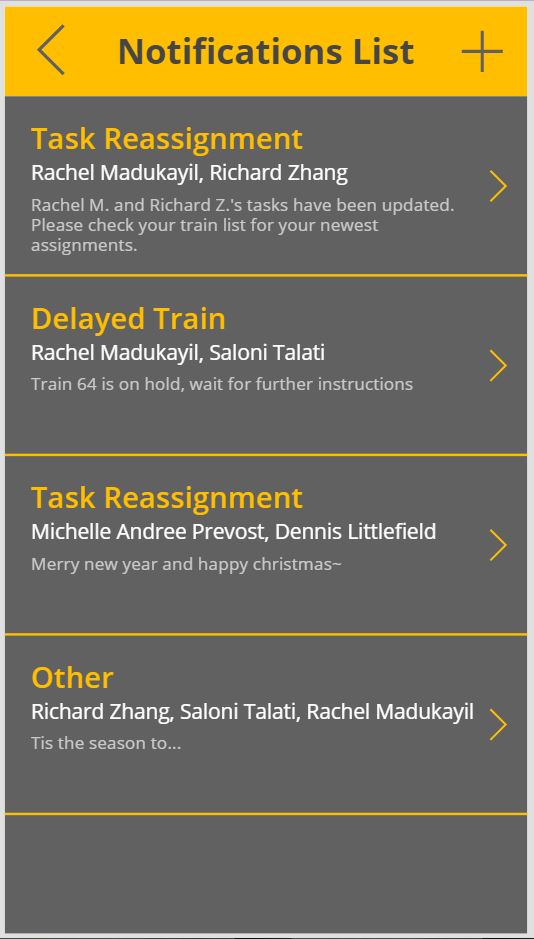 Notifications List
Task Reassignment
Rachel Madukayil, Richard Zhang
Rachel M. and Richard Z.'s tasks have been updated.
Please check your train list for your newest
assignments.
Delayed Train
Rachel Madukayil, Saloni Talati
Train 64 is on hold, wait for further instructions
Task Reassignment
Michelle Andree Prevost, Dennis Littlefield
Merry new year and happy christmas~
Other
Richard Zhang, Saloni Talati, Rachel Madukayil
Tis the season to...